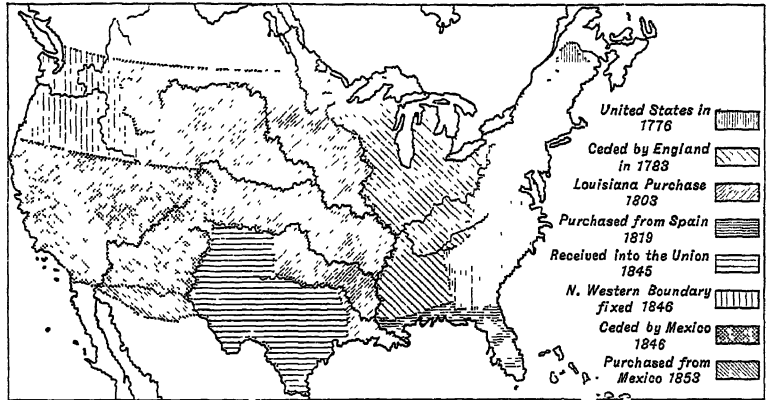 United States in
1776
Ceded by England
in 1783
Louisiana Purchase
1803
Purchased from Spain
1819
Received into the Union
1845
N. Western Boundary
fixed 1846
Ceded by Mexico
1846
Purchased from
Mexico 1853